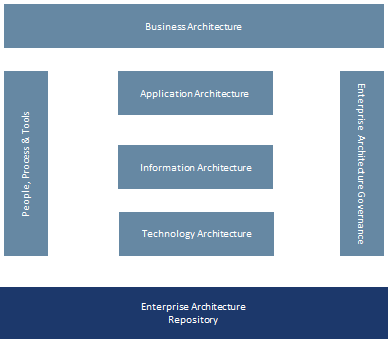 Business Architecture
People, Process & Tools
Application Architecture
Information Architecture
Technology Architecture
Enterprise Architecture Governance
Enterprise Architecture
Repository